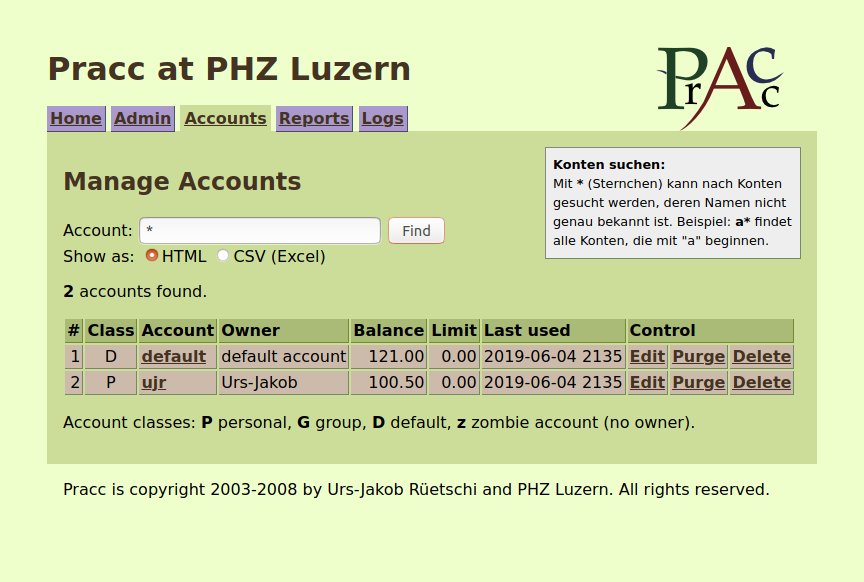 Pracc at PHZ Luzern
PrAcc
Home Admin Accounts Reports Logs
Manage Accounts
Konten suchen:
Mit * (Sternchen) kann nach Konten
gesucht werden, deren Namen nicht
genau bekannt ist. Beispiel: a* findet
alle Konten, die mit "a" beginnen.
Account: * Find
Show as: HTML CSV (Excel)
2 accounts found.
# Class Account Owner Balance Limit Last used Control
1 D default default account 121.00 0.00 2019-06-04 2135 Edit Purge Delete
2 P ujr Urs-Jakob 100.50 0.00 2019-06-04 2135 Edit Purge Delete
Account classes: P personal, G group, D default, z zombie account (no owner).
Pracc is copyright 2003-2008 by Urs-Jakob Rüetschi and PHZ Luzern. All rights reserved.